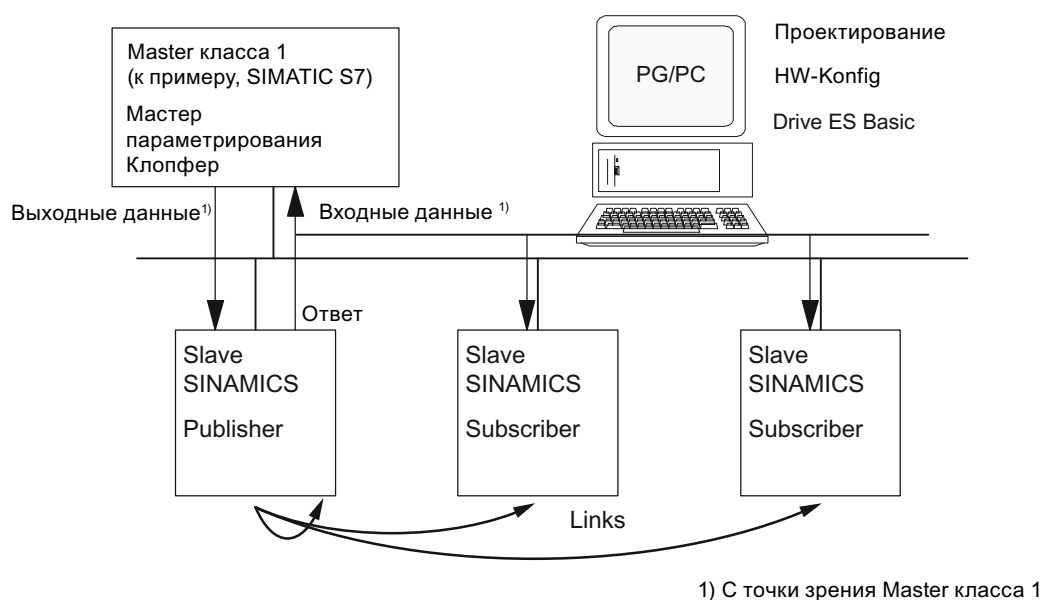 Master класса 1
(к примеру, SIMATIC S7)
Мастер
параметрирования
Клопфер
PG/PC
Проектирование
HW-Konfig
Drive ES Basic
Выходные данные1)
Входные данные 1)
Ответ
Slave
SINAMICS
Publisher
Slave
SINAMICS
Subscriber
Slave
SINAMICS
Subscriber
Links
1) С точки зрения Master класса 1